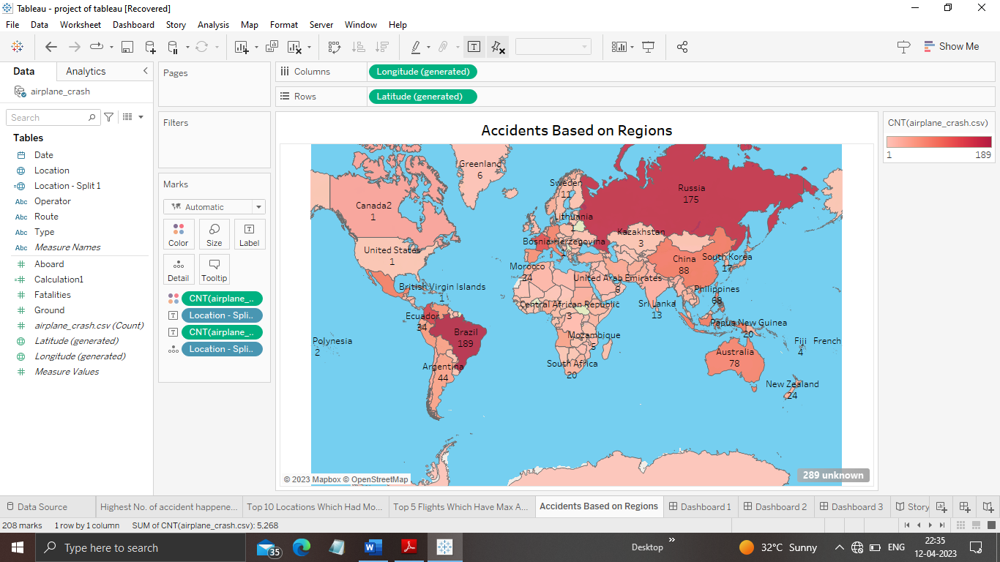 Tableau - project of tableau [Recovered]
File Data Worksheet Dashboard Story Analysis Map Format Server Window Help
Show Me
Data Analytics
airplane_crash
Search
Tables
Date
Location
Location - Split 1
Abc Operator
Abc Route
Abc Type
Abc Measure Names
Aboard
Calculation1
Fatalities
Ground
airplane_crash.csv (Count)
Latitude (generated)
Longitude (generated)
Measure Values
Pages
Filters
Marks
Automatic
Color Size Label
Detail Tooltip
CNT(airplane_..
Location - Spli..
CNT(airplane_..
Location - Spli..
Columns Longitude (generated)
Rows Latitude (generated)
Accidents Based on Regions
Greenland
6
Sweden
11
Russia
175
Canada2
1
Lithuania
1
Kazakhstan
3
Bosnia-Herzegovina
United States
1
China
88
South Korea
17
Morocco
24
United Arab Emirates
6
British Virgin Islands
1
Philippines
68
Central African Republic
3
Sri Lanka
13
Ecuador
34
Papua New Guinea
20
Brazil
189
Mozambique
5
Polynesia
2
Fiji
4
French
Australia
78
Argentina
44
South Africa
20
New Zealand
24
© 2023 Mapbox © OpenStreetMap
289 unknown
CNT(airplane_crash.csv)
1 189
Data Source Highest No. of accident happene... Top 10 Locations Which Had Mo... Top 5 Flights Which Have Max A... Accidents Based on Regions Dashboard 1 Dashboard 2 Dashboard 3 Story
208 marks 1 row by 1 column SUM of CNT(airplane_crash.csv): 5,268
Type here to search 35 Desktop 32°C Sunny ENG 22:35
12-04-2023